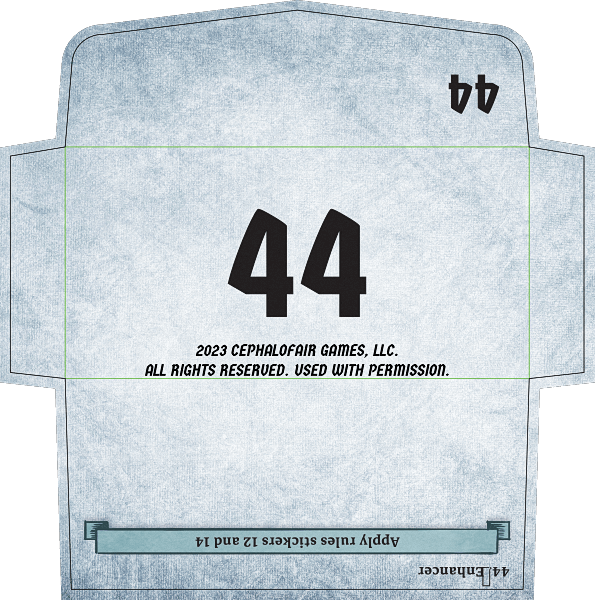 44
44
2023 CEPHALOFAIR GAMES, LLC.
ALL RIGHTS RESERVED. USED WITH PERMISSION.
Apply rules stickers 12 and 14
44 Enhancer